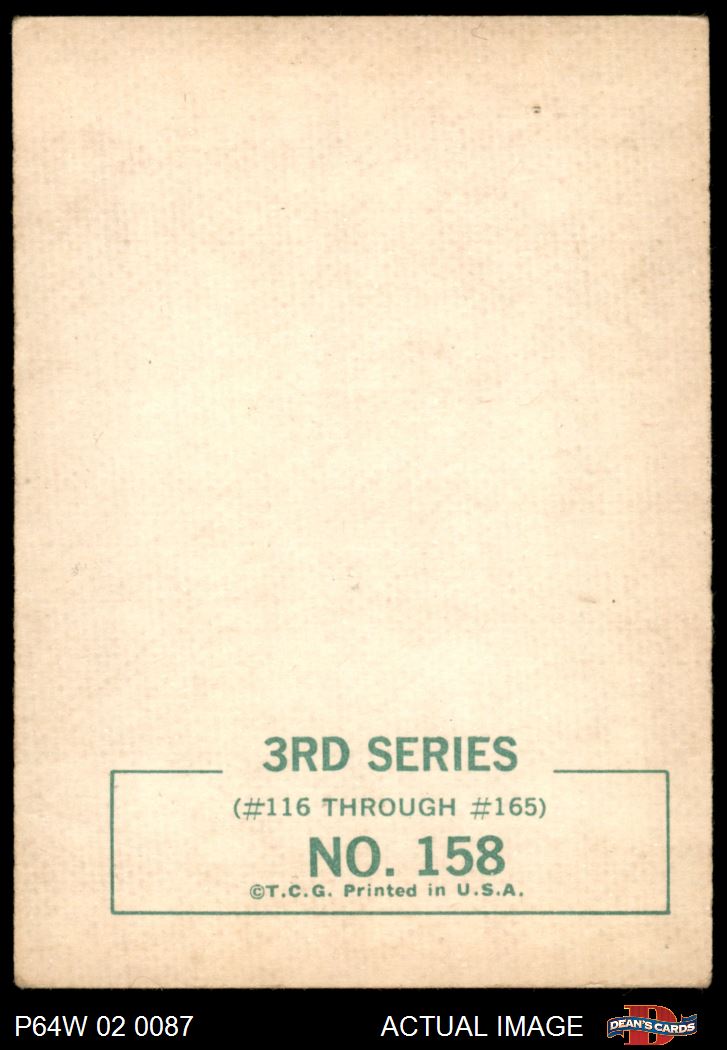 3RD SERIES
(#116 THROUGH #165)
NO. 158
©T.C.G. Printed in U.S.A.
P64W 02 0087
ACTUAL IMAGE
DEAN'S CARDS